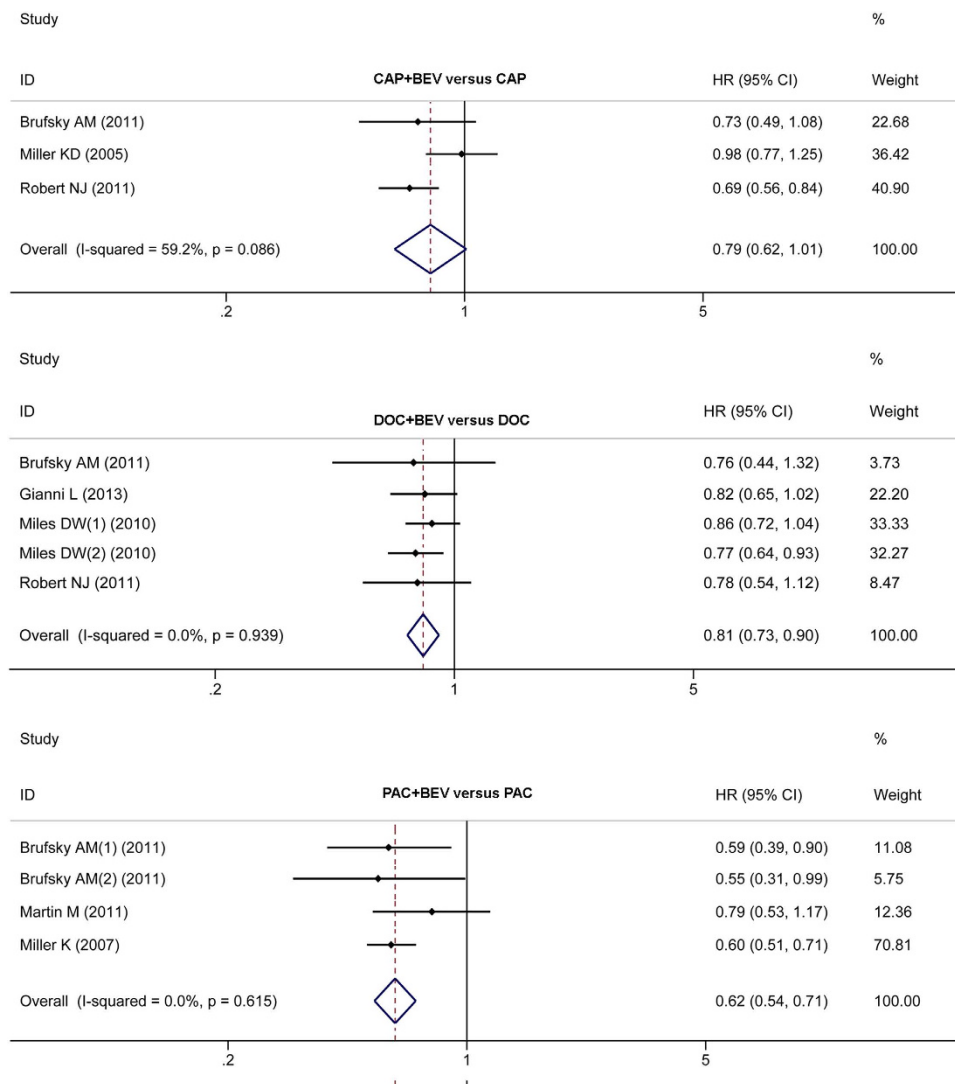 Study %
ID CAP+BEV versus CAP HR (95% CI) Weight
Brufsky AM (2011) 0.73 (0.49, 1.08) 22.68
Miller KD (2005) 0.98 (0.77, 1.25) 36.42
Robert NJ (2011) 0.69 (0.56, 0.84) 40.90
Overall (I-squared = 59.2%, p = 0.086) 0.79 (0.62, 1.01) 100.00
.2 1 5
Study %
ID DOC+BEV versus DOC HR (95% CI) Weight
Brufsky AM (2011) 0.76 (0.44, 1.32) 3.73
Gianni L (2013) 0.82 (0.65, 1.02) 22.20
Miles DW(1) (2010) 0.86 (0.72, 1.04) 33.33
Miles DW(2) (2010) 0.77 (0.64, 0.93) 32.27
Robert NJ (2011) 0.78 (0.54, 1.12) 8.47
Overall (I-squared = 0.0%, p = 0.939) 0.81 (0.73, 0.90) 100.00
.2 1 5
Study %
ID PAC+BEV versus PAC HR (95% CI) Weight
Brufsky AM(1) (2011) 0.59 (0.39, 0.90) 11.08
Brufsky AM(2) (2011) 0.55 (0.31, 0.99) 5.75
Martin M (2011) 0.79 (0.53, 1.17) 12.36
Miller K (2007) 0.60 (0.51, 0.71) 70.81
Overall (I-squared = 0.0%, p = 0.615) 0.62 (0.54, 0.71) 100.00
.2 1 5